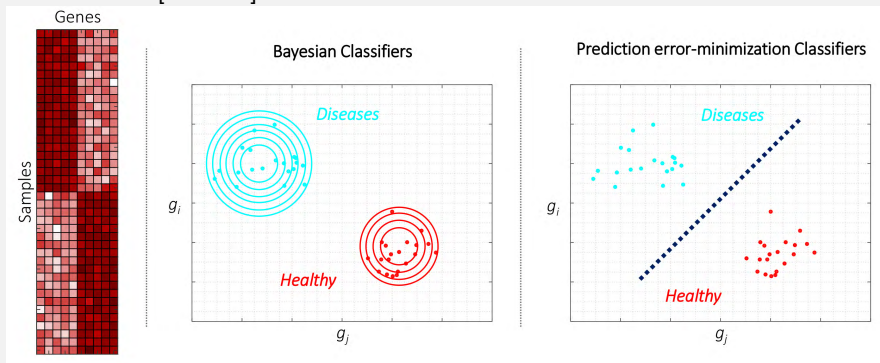 Genes
Samples
Bayesian Classifiers
Diseases
Healthy
gi
gj
Prediction error-minimization Classifiers
Diseases
Healthy
gi
gj